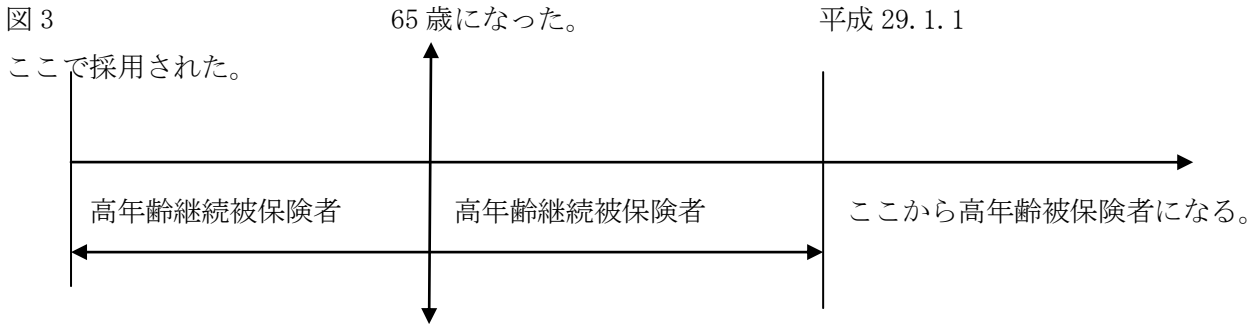 図 3 65 歳になった。 平成 29.1.1
ここで採用された。
高年齢継続被保険者 高年齢継続被保険者 ここから高年齢被保険者になる。